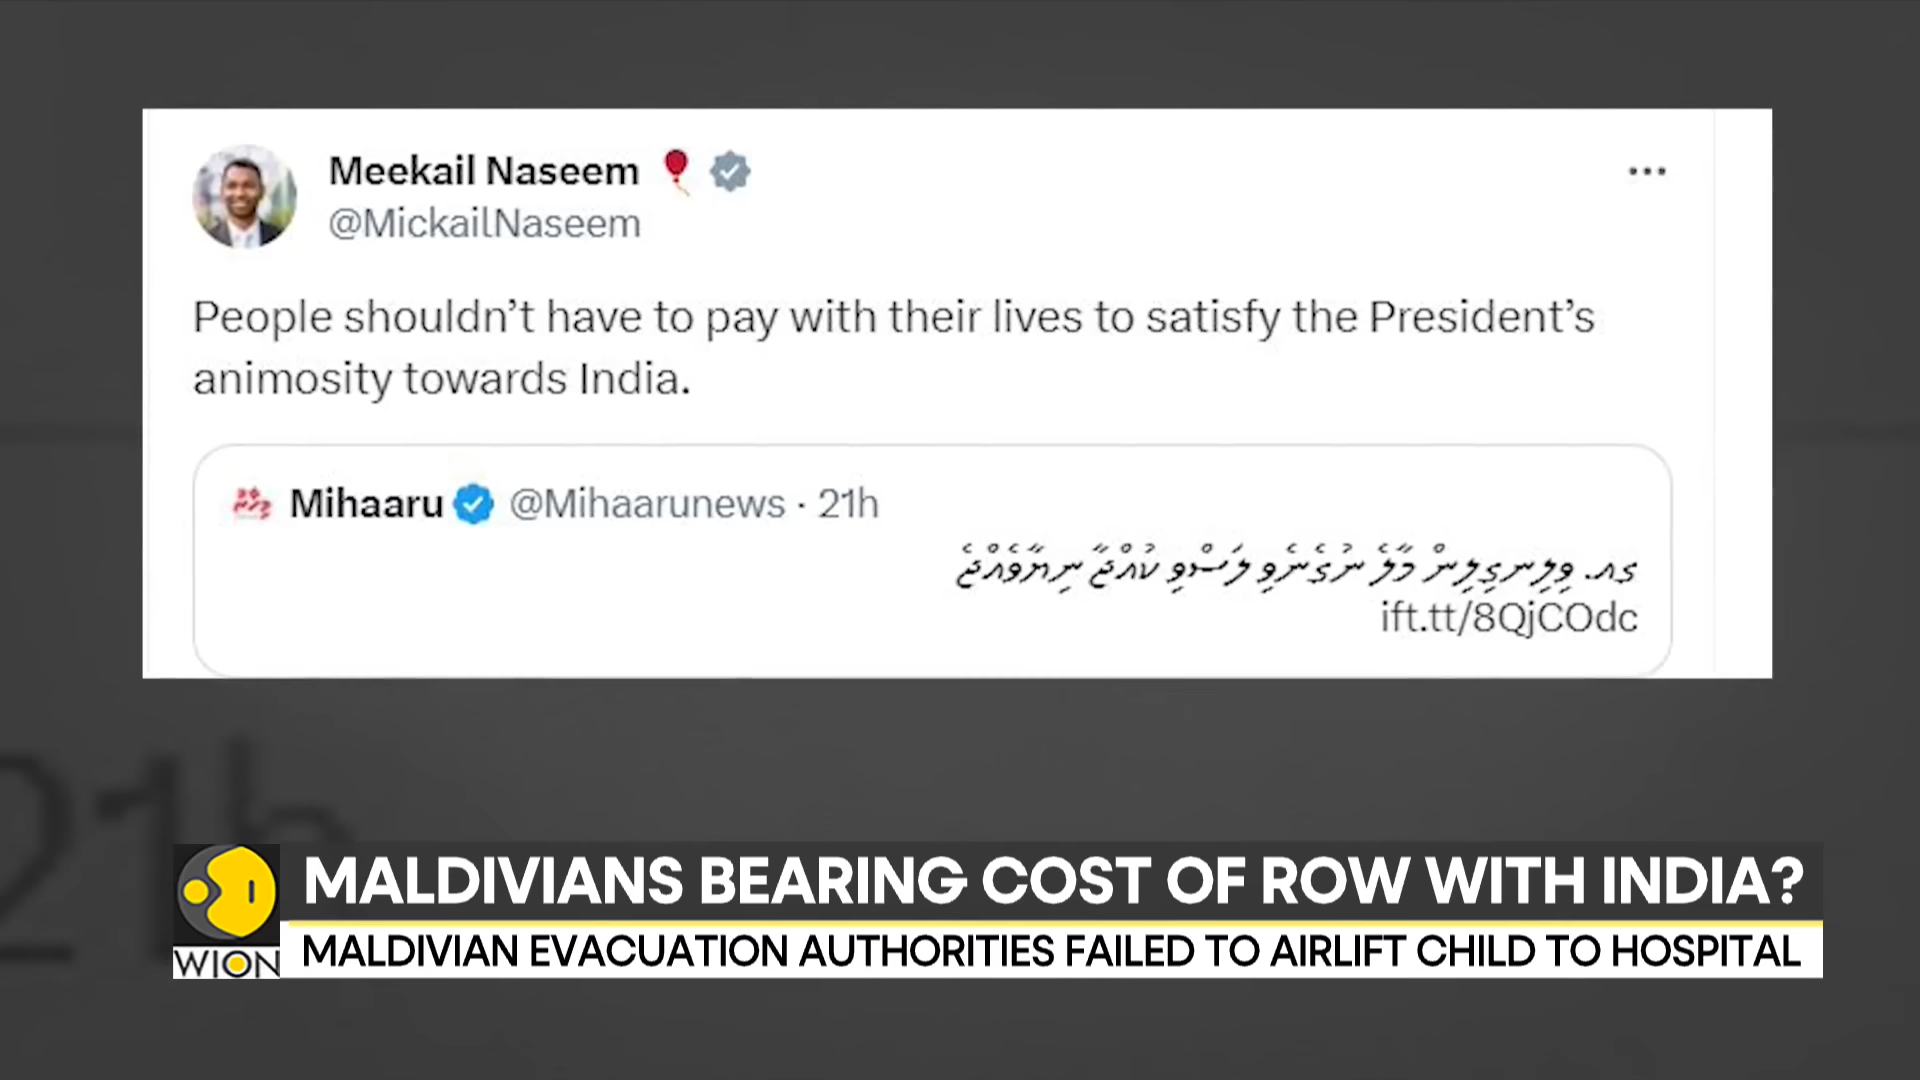 Meekail Naseem
@MickailNaseem
People shouldn’t have to pay with their lives to satisfy the President’s
animosity towards India.
Mihaaru @Mihaarunews · 21h
ގއ. ވިލިނގިލިން މާލެ ނުގެނެވި ލަސްވި ކުއްޖާ ނިޔާވެއްޖެ
ift.tt/8QjCOdc
21h
MALDIVIANS BEARING COST OF ROW WITH INDIA?
WION
MALDIVIAN EVACUATION AUTHORITIES FAILED TO AIRLIFT CHILD TO HOSPITAL